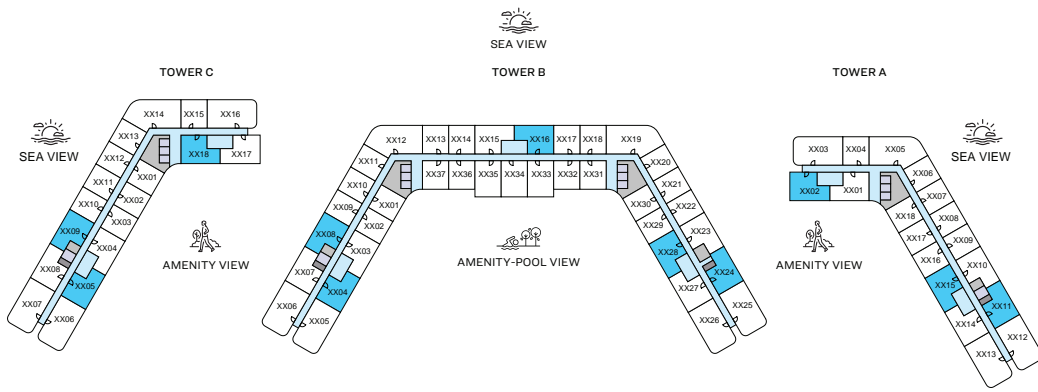 SEA VIEW
TOWER C
TOWER B
TOWER A
SEA VIEW
SEA VIEW
AMENITY VIEW
AMENITY-POOL VIEW
AMENITY VIEW
XX14
XX15
XX16
XX13
XX12
XX11
XX10
XX09
XX08
XX07
XX18
XX17
XX01
XX02
XX03
XX04
XX05
XX06
XX12
XX13
XX14
XX15
XX16
XX17
XX18
XX19
XX11
XX10
XX09
XX08
XX07
XX06
XX37
XX36
XX35
XX34
XX33
XX32
XX31
XX01
XX02
XX03
XX04
XX05
XX20
XX21
XX22
XX23
XX24
XX25
XX30
XX29
XX28
XX27
XX26
XX03
XX04
XX05
XX02
XX01
XX06
XX07
XX08
XX09
XX10
XX11
XX12
XX18
XX17
XX16
XX15
XX14
XX13